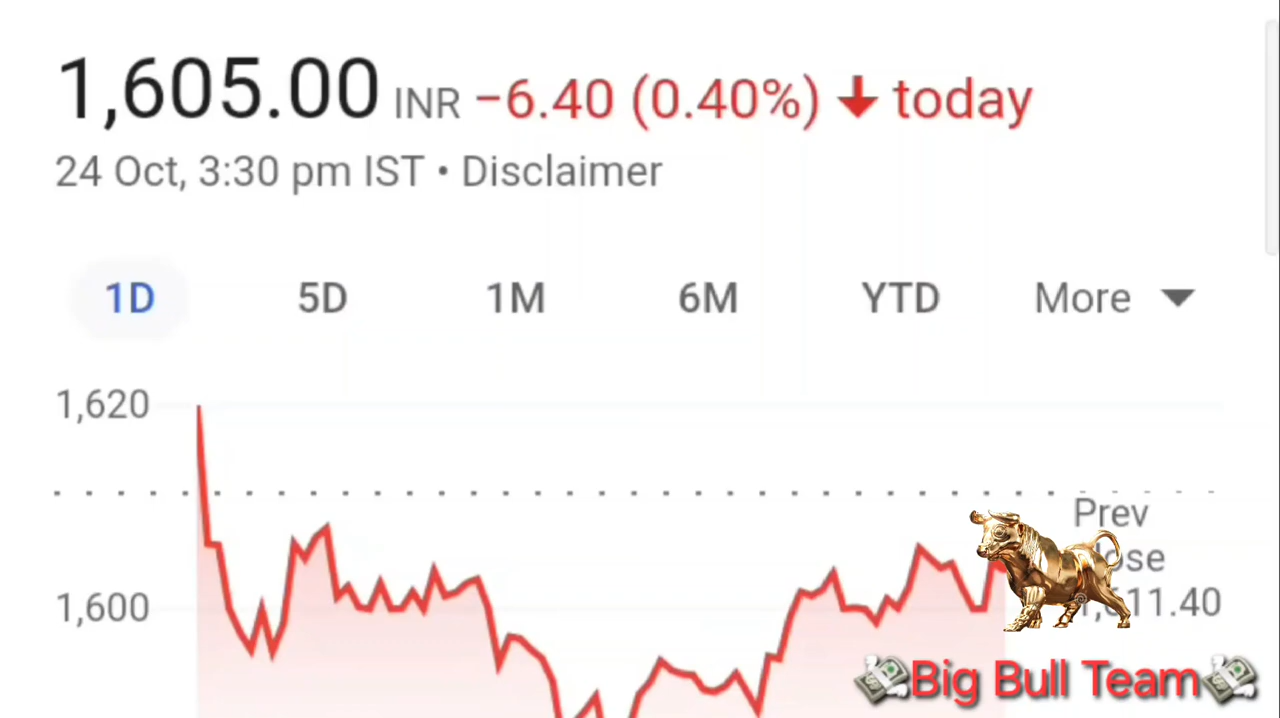 1,605.00 INR −6.40 (0.40%) ↓ today
24 Oct, 3:30 pm IST • Disclaimer
1D 5D 1M 6M YTD More
1,620
Prev
1,600
Big Bull Team